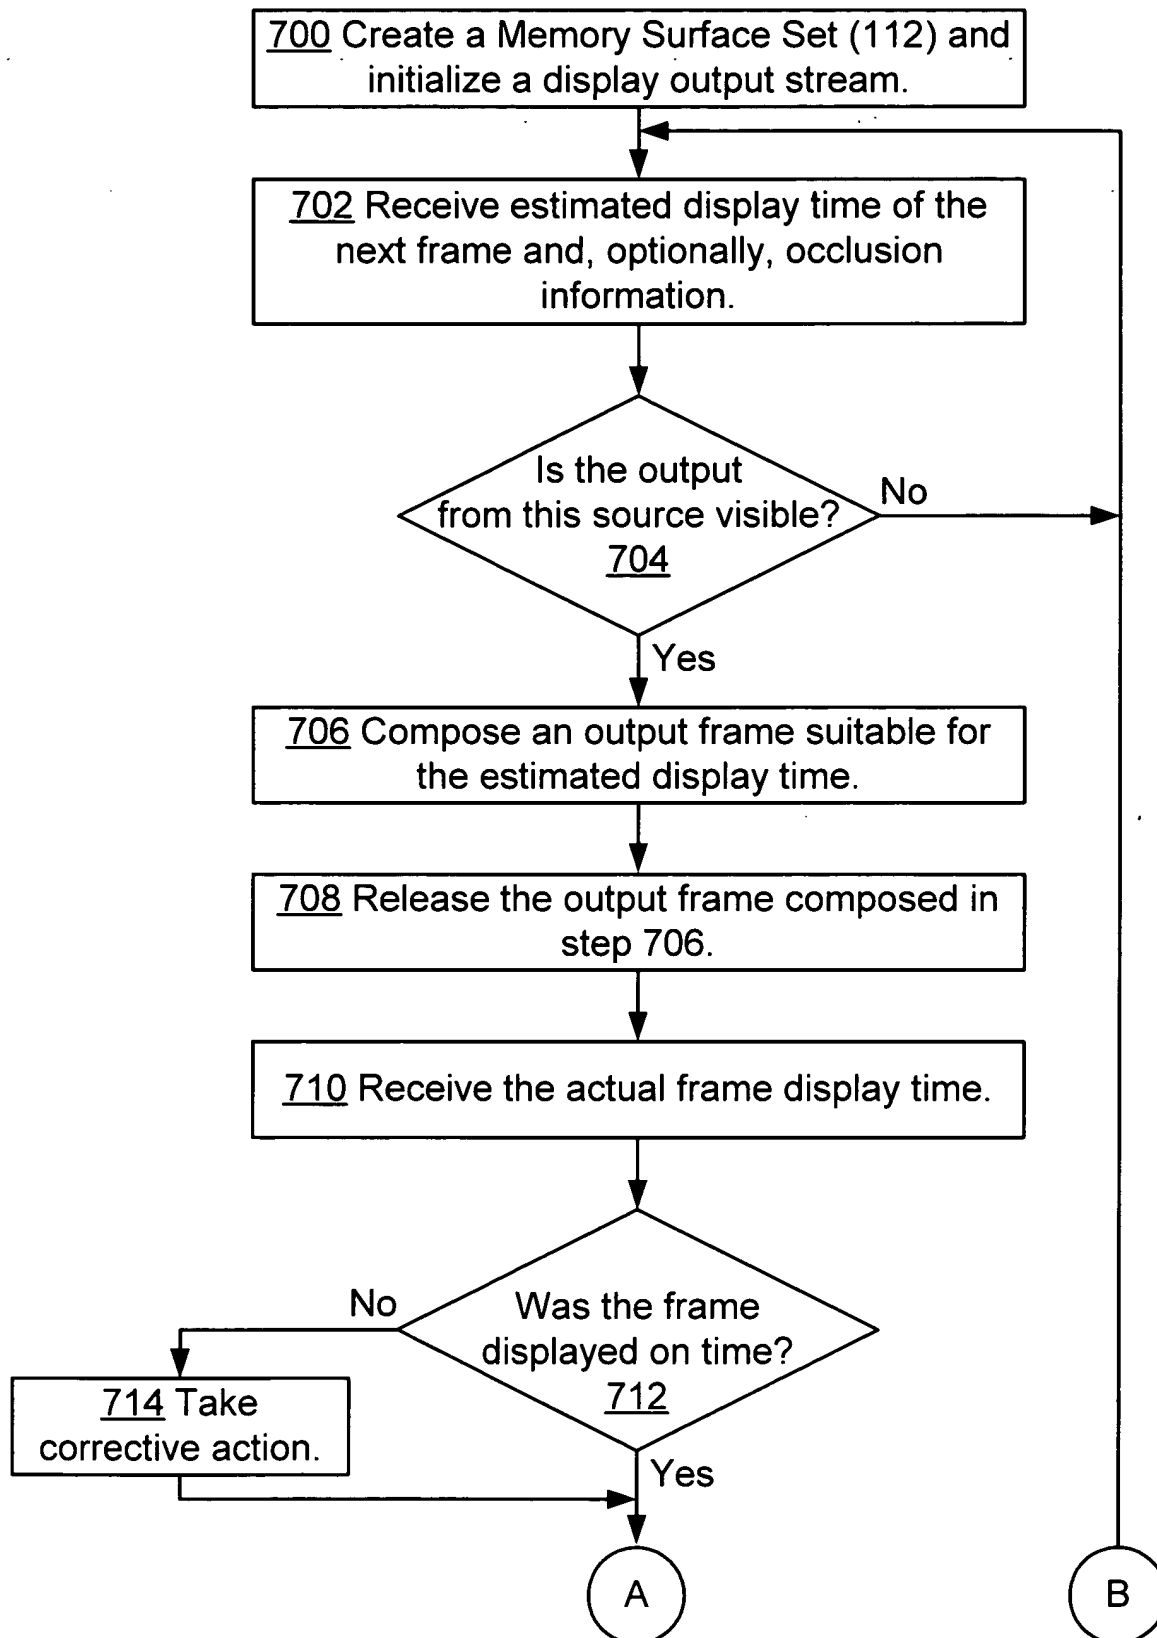 700 Create a Memory Surface Set (112) and
initialize a display output stream.
702 Receive estimated display time of the
next frame and, optionally, occlusion
information.
Is the output
from this source visible?
704
No
Yes
706 Compose an output frame suitable for
the estimated display time.
708 Release the output frame composed in
step 706.
710 Receive the actual frame display time.
No
Was the frame
displayed on time?
712
714 Take
corrective action.
Yes
A
B